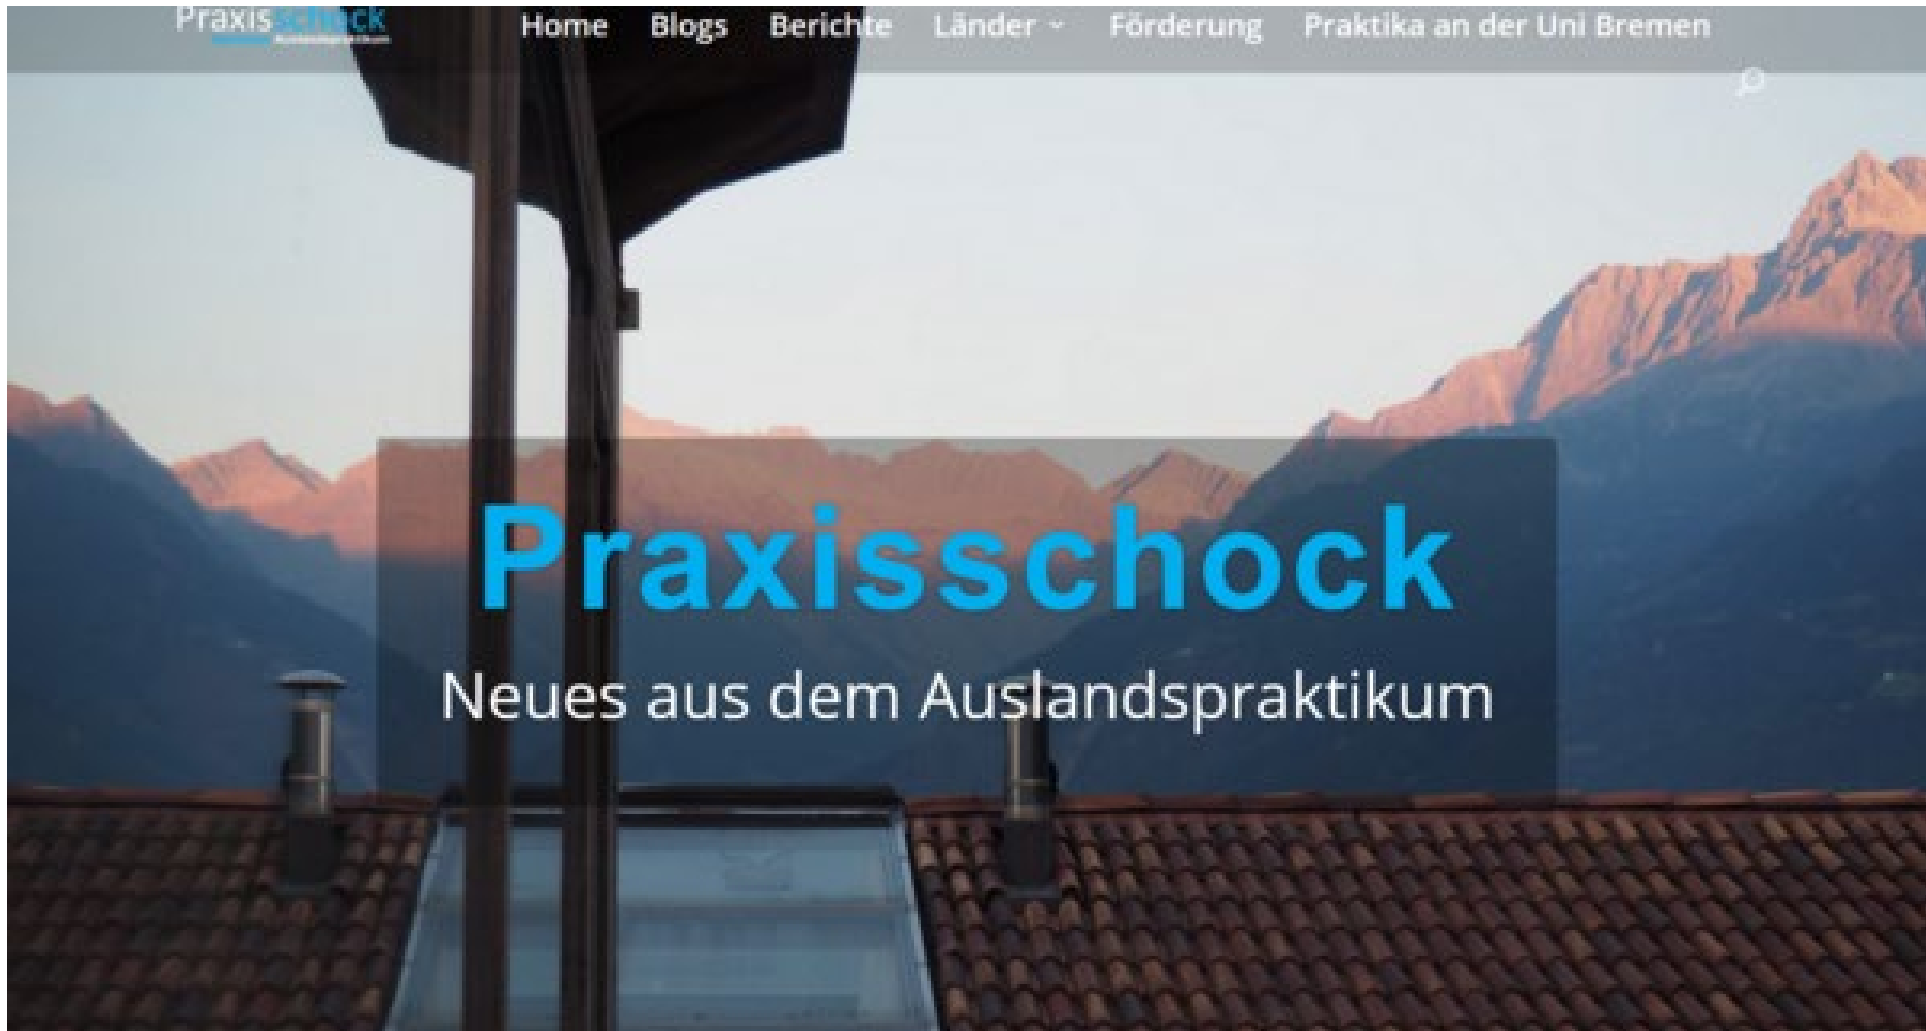 Praxisschock
Home Blogs Berichte Länder Förderung Praktika an der Uni Bremen
Praxisschock
Neues aus dem Auslandspraktikum